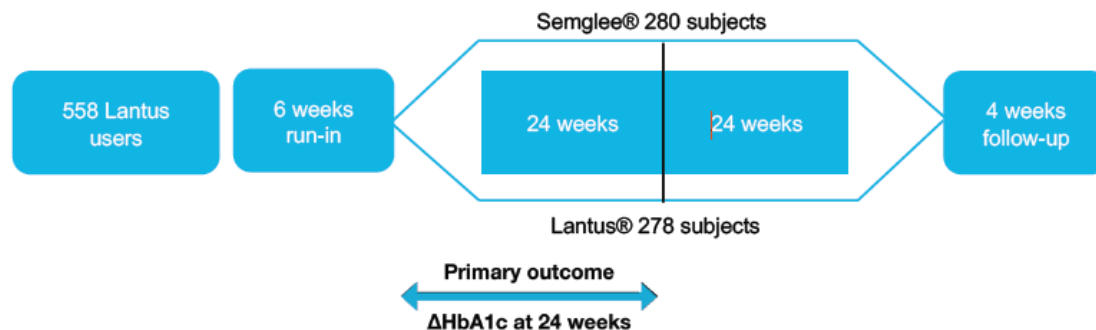 Semglee® 280 subjects
558 Lantus
users
6 weeks
run-in
24 weeks
24 weeks
4 weeks
follow-up
Lantus® 278 subjects
Primary outcome
ΔHbA1c at 24 weeks